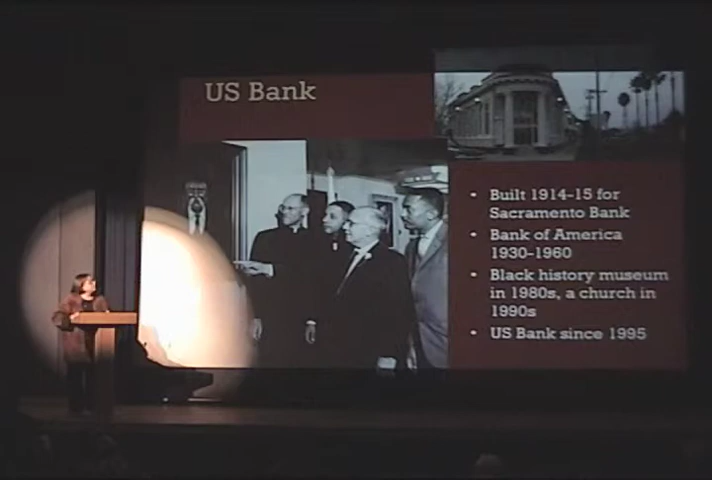 US Bank
• Built 1914-15 for
Sacramento Bank
• Bank of America
1930-1960
• Black history museum
in 1980s, a church in
1990s
• US Bank since 1995